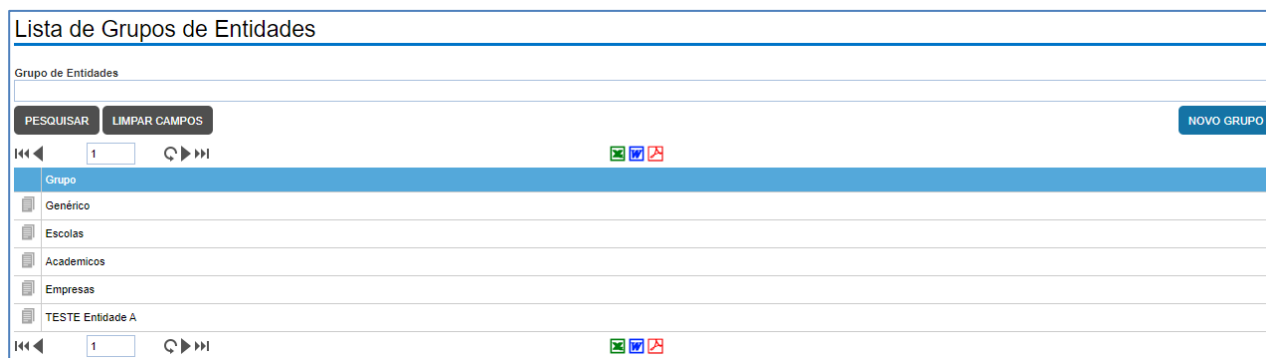 Lista de Grupos de Entidades
Grupo de Entidades
PESQUISAR LIMPAR CAMPOS NOVO GRUPO
1
Grupo
Genérico
Escolas
Academicos
Empresas
TESTE Entidade A
1